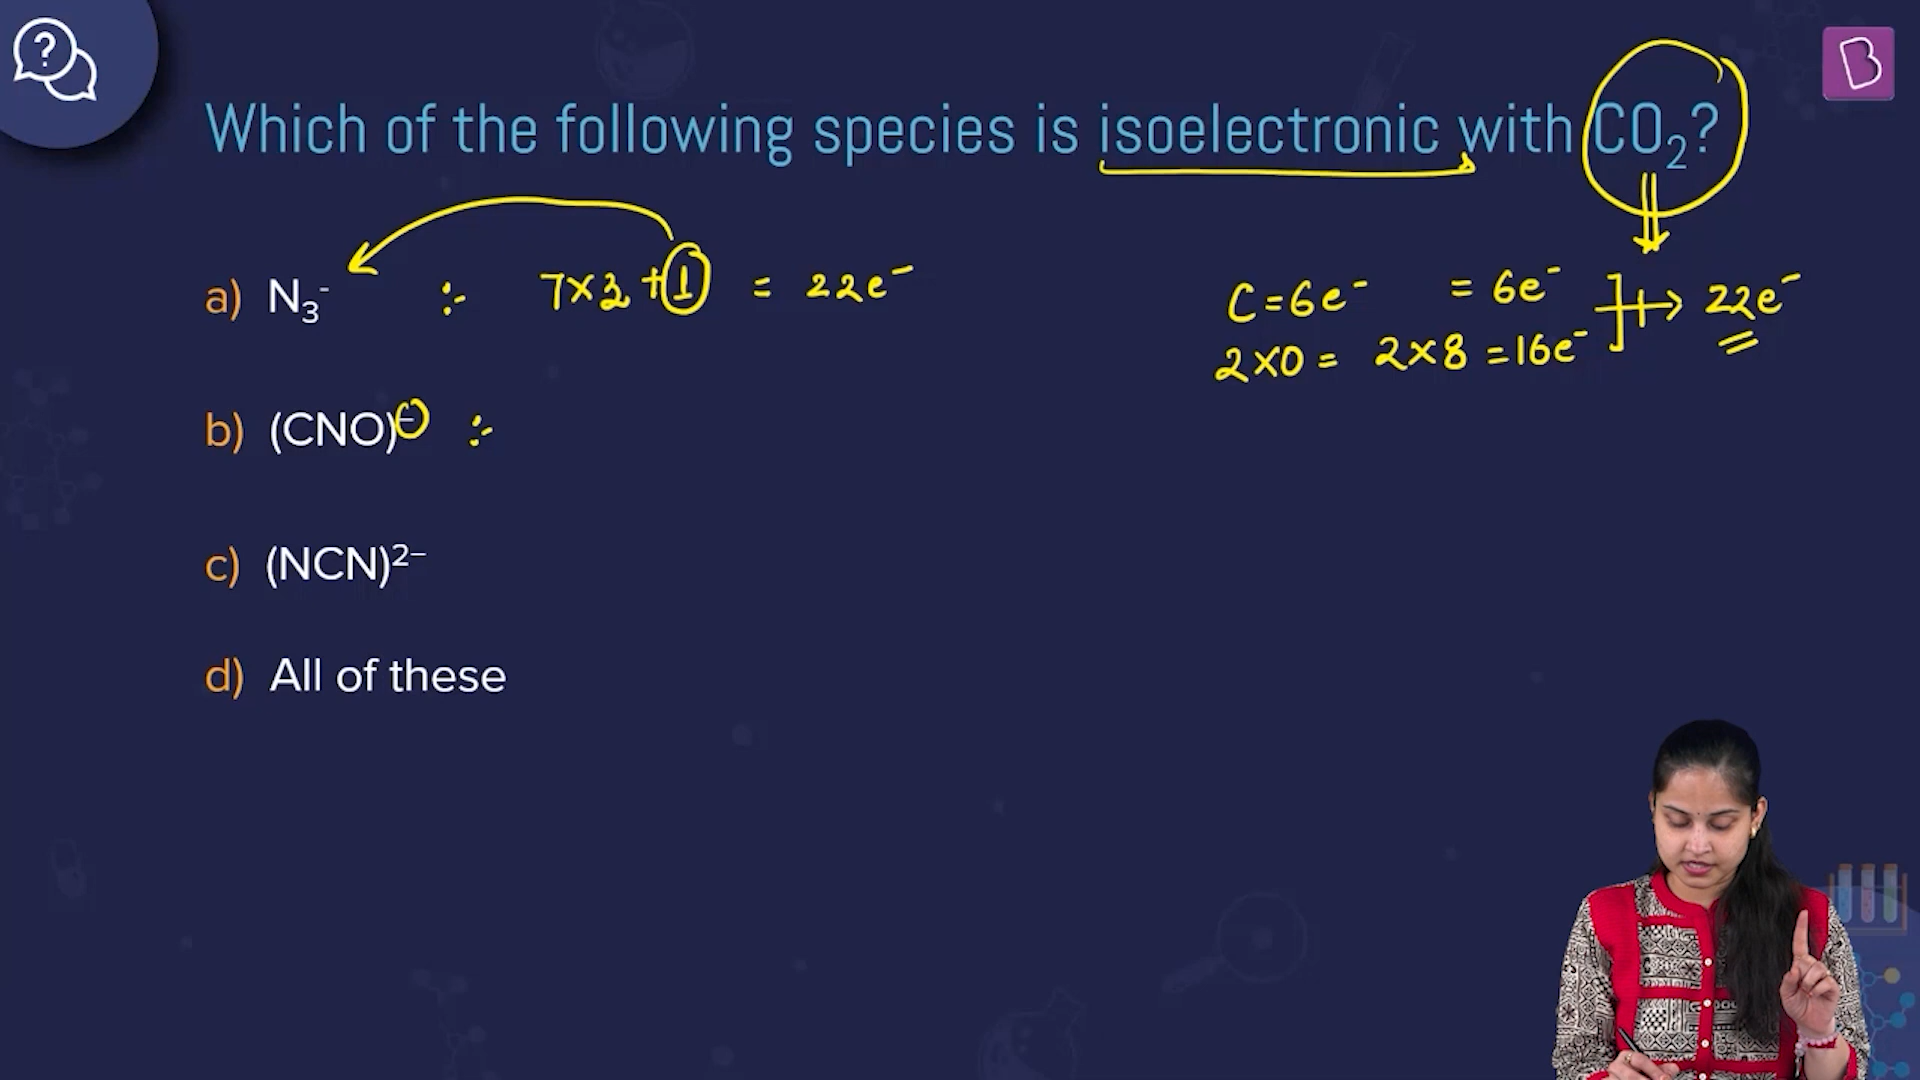 Which of the following species is isoelectronic with CO₂?
a) N₃⁻ :- 7×3 + 1 = 22e⁻
C = 6e⁻ = 6e⁻ ] → 22e⁻
2×O = 2×8 = 16e⁻
b) (CNO)⁻ :-
c) (NCN)²⁻
d) All of these